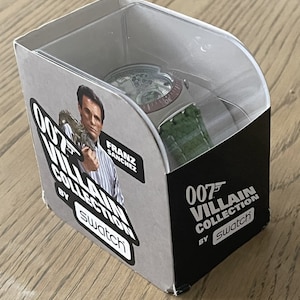 FRANZ
SANCHEZ
007
VILLAIN
COLLECTION
BY swatch
007
VILLAIN
COLLECTION
BY swatch